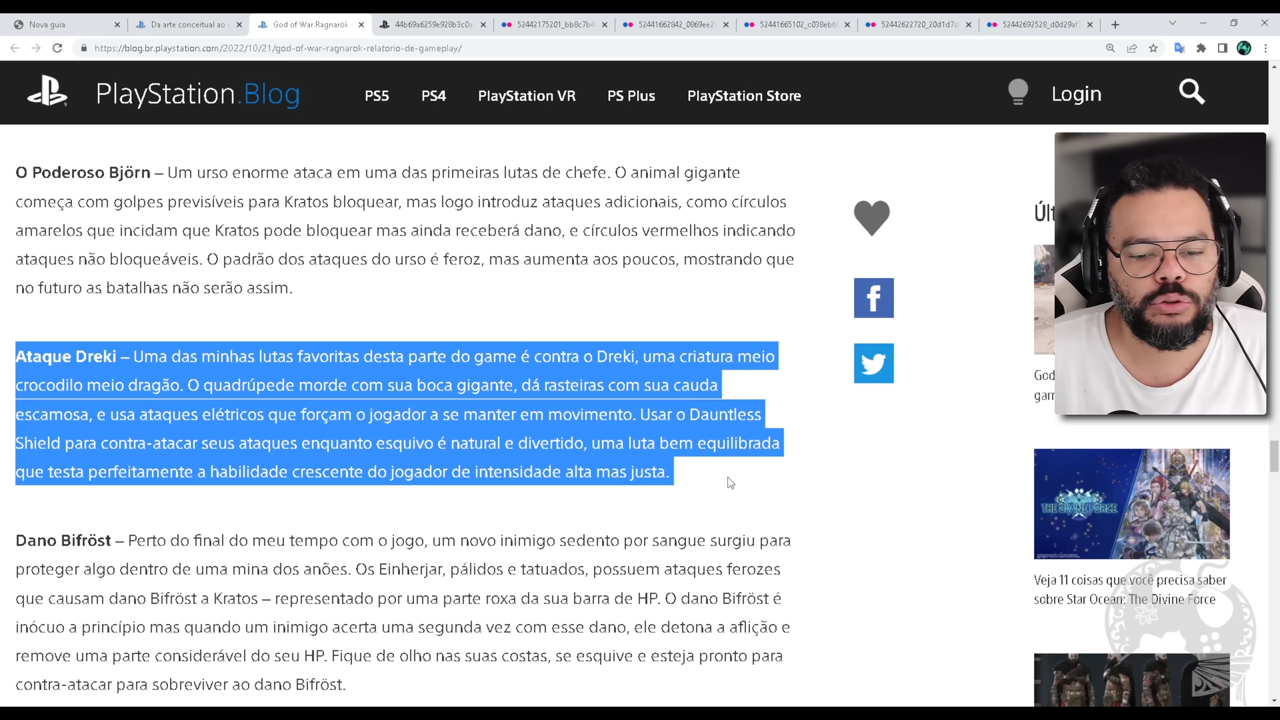 Nova guia
Da arte conceitual ao c
God of War Ragnarök
44b69a6259e928b3c0a
52442175201_bb8c7b4
52441662842_0869ee25
52441665102_c038eb6
52442622720_20d1d7d
52442692528_d0d29a
https://blog.br.playstation.com/2022/10/21/god-of-war-ragnarok-relatorio-de-gameplay/
PlayStation.Blog
PS5
PS4
PlayStation VR
PS Plus
PlayStation Store
Login
O Poderoso Björn – Um urso enorme ataca em uma das primeiras lutas de chefe. O animal gigante
começa com golpes previsíveis para Kratos bloquear, mas logo introduz ataques adicionais, como círculos
amarelos que incidam que Kratos pode bloquear mas ainda receberá dano, e círculos vermelhos indicando
ataques não bloqueáveis. O padrão dos ataques do urso é feroz, mas aumenta aos poucos, mostrando que
no futuro as batalhas não serão assim.
Ataque Dreki – Uma das minhas lutas favoritas desta parte do game é contra o Dreki, uma criatura meio
crocodilo meio dragão. O quadrúpede morde com sua boca gigante, dá rasteiras com sua cauda
escamosa, e usa ataques elétricos que forçam o jogador a se manter em movimento. Usar o Dauntless
Shield para contra-atacar seus ataques enquanto esquivo é natural e divertido, uma luta bem equilibrada
que testa perfeitamente a habilidade crescente do jogador de intensidade alta mas justa.
Dano Bifröst – Perto do final do meu tempo com o jogo, um novo inimigo sedento por sangue surgiu para
proteger algo dentro de uma mina dos anões. Os Einherjar, pálidos e tatuados, possuem ataques ferozes
que causam dano Bifröst a Kratos – representado por uma parte roxa da sua barra de HP. O dano Bifröst é
inócuo a princípio mas quando um inimigo acerta uma segunda vez com esse dano, ele detona a aflição e
remove uma parte considerável do seu HP. Fique de olho nas suas costas, se esquive e esteja pronto para
contra-atacar para sobreviver ao dano Bifröst.
Últ
God
gam
THE DIVINE FORCE
Veja 11 coisas que você precisa saber
sobre Star Ocean: The Divine Force